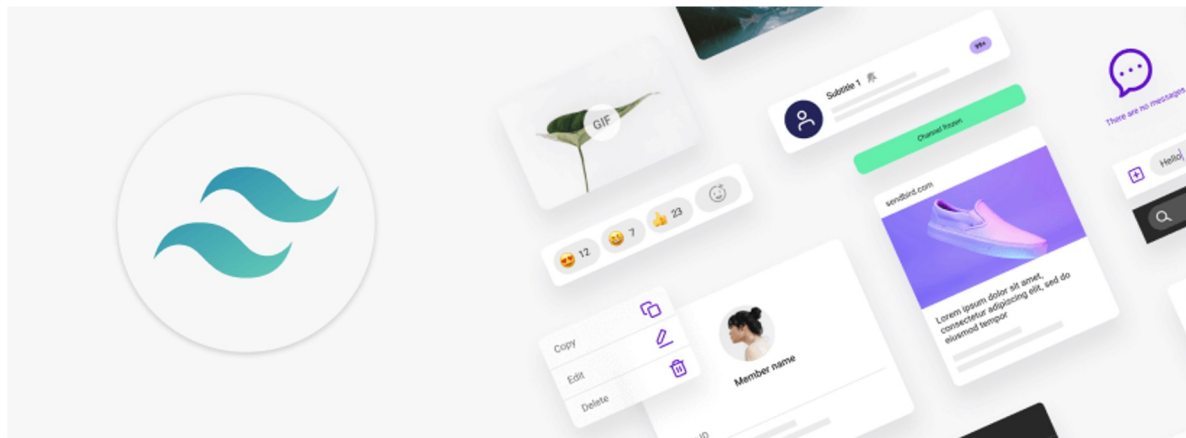 GIF
12
7
23
Copy
Edit
Delete
Member name
Subtitle 1
99+
Channel frozen
sendbird.com
Lorem ipsum dolor sit amet,
consectetur adipiscing elit, sed do
eiusmod tempor
There are no messages
Hello